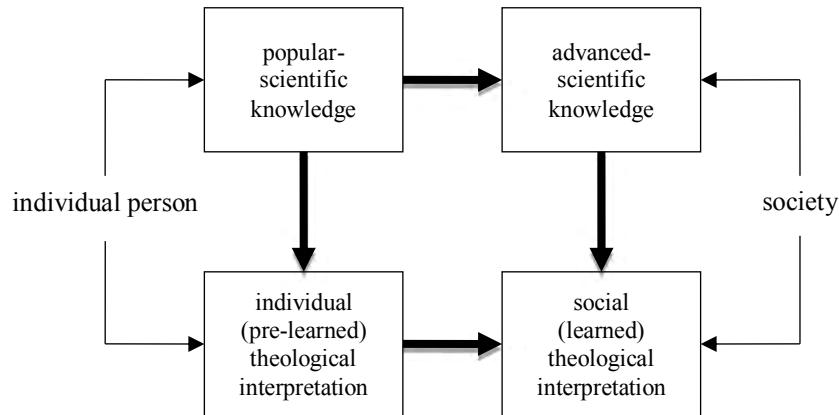 popular-
scientific
knowledge
advanced-
scientific
knowledge
individual person
society
individual
(pre-learned)
theological
interpretation
social
(learned)
theological
interpretation